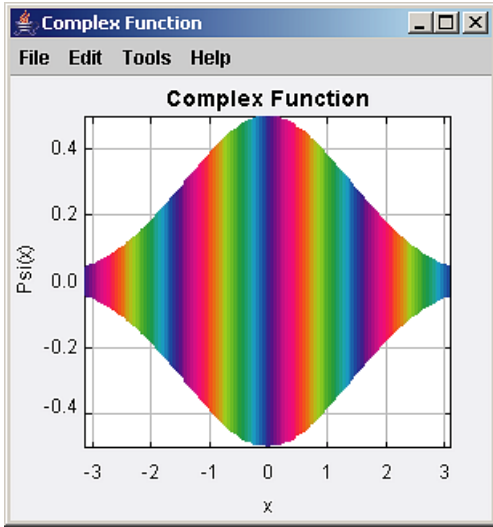 Complex Function
File Edit Tools Help
Complex Function
0.4
0.2
0.0
-0.2
-0.4
Psi(x)
-3 -2 -1 0 1 2 3
x